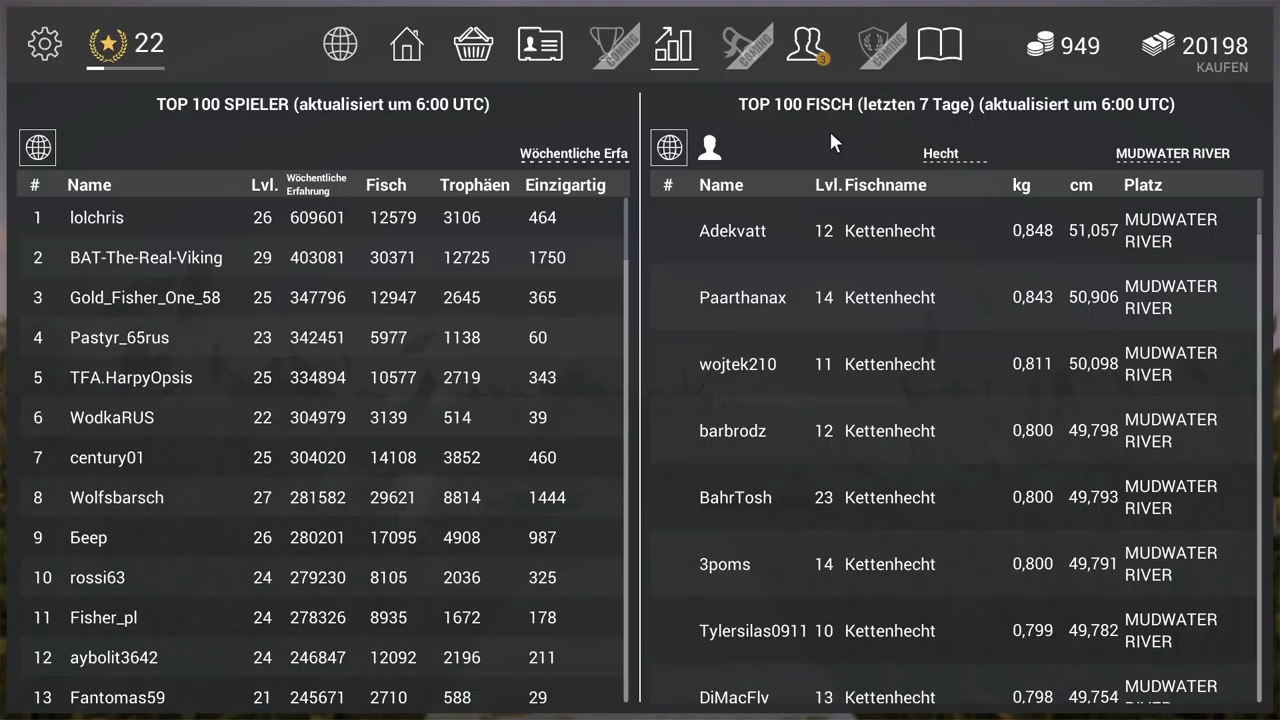 22
COMING
COMING
3
COMING
949
20198
KAUFEN
TOP 100 SPIELER (aktualisiert um 6:00 UTC)
Wöchentliche Erfa
# Name Lvl. Wöchentliche Erfahrung Fisch Trophäen Einzigartig
1 lolchris 26 609601 12579 3106 464
2 BAT-The-Real-Viking 29 403081 30371 12725 1750
3 Gold_Fisher_One_58 25 347796 12947 2645 365
4 Pastyr_65rus 23 342451 5977 1138 60
5 TFA.HarpyOpsis 25 334894 10577 2719 343
6 WodkaRUS 22 304979 3139 514 39
7 century01 25 304020 14108 3852 460
8 Wolfsbarsch 27 281582 29621 8814 1444
9 Беер 26 280201 17095 4908 987
10 rossi63 24 279230 8105 2036 325
11 Fisher_pl 24 278326 8935 1672 178
12 aybolit3642 24 246847 12092 2196 211
13 Fantomas59 21 245671 2710 588 29
TOP 100 FISCH (letzten 7 Tage) (aktualisiert um 6:00 UTC)
Hecht MUDWATER RIVER
# Name Lvl. Fischname kg cm Platz
Adekvatt 12 Kettenhecht 0,848 51,057 MUDWATER
RIVER
Paarthanax 14 Kettenhecht 0,843 50,906 MUDWATER
RIVER
wojtek210 11 Kettenhecht 0,811 50,098 MUDWATER
RIVER
barbrodz 12 Kettenhecht 0,800 49,798 MUDWATER
RIVER
BahrTosh 23 Kettenhecht 0,800 49,793 MUDWATER
RIVER
3poms 14 Kettenhecht 0,800 49,791 MUDWATER
RIVER
Tylersilas0911 10 Kettenhecht 0,799 49,782 MUDWATER
RIVER
DiMacFly 13 Kettenhecht 0,798 49,754 MUDWATER
RIVER